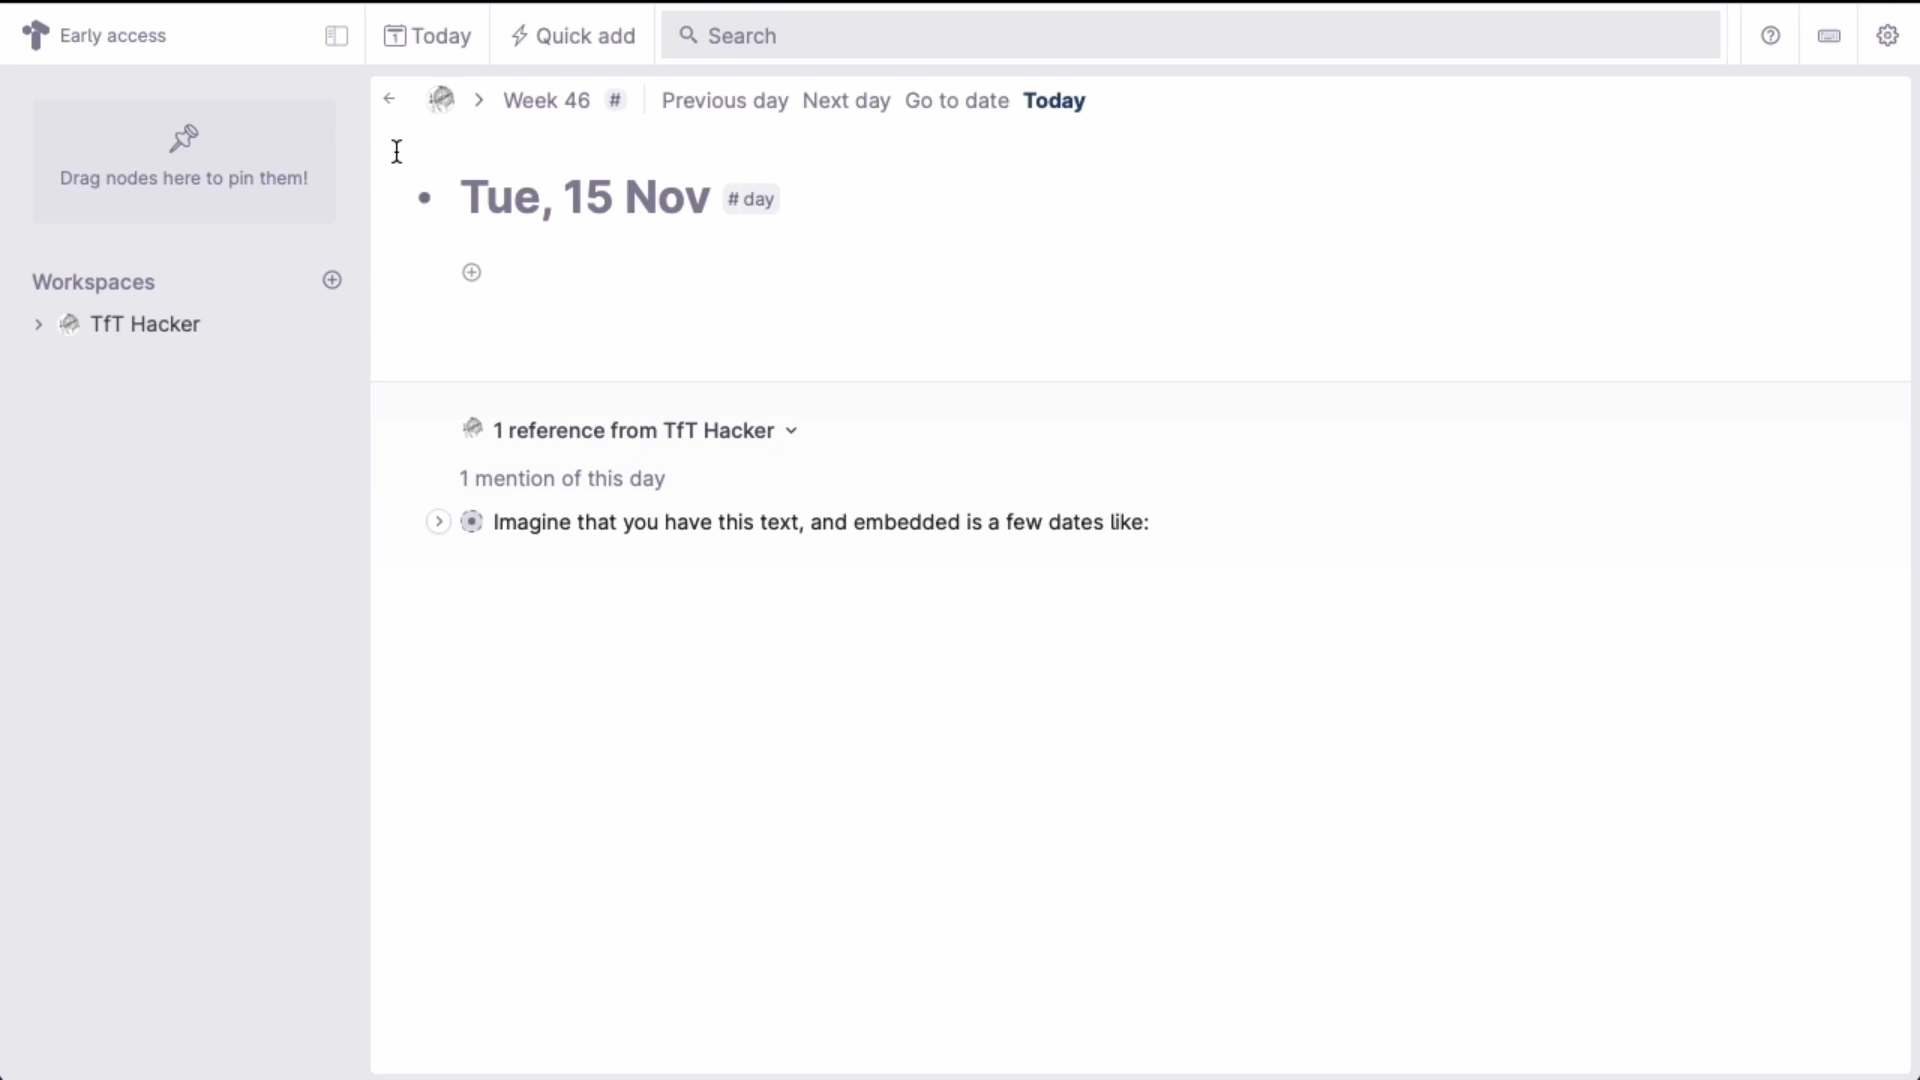 Early access
Today
Quick add
Search
Week 46 #
Previous day Next day Go to date Today
Drag nodes here to pin them!
Tue, 15 Nov # day
Workspaces
TfT Hacker
1 reference from TfT Hacker
1 mention of this day
Imagine that you have this text, and embedded is a few dates like: